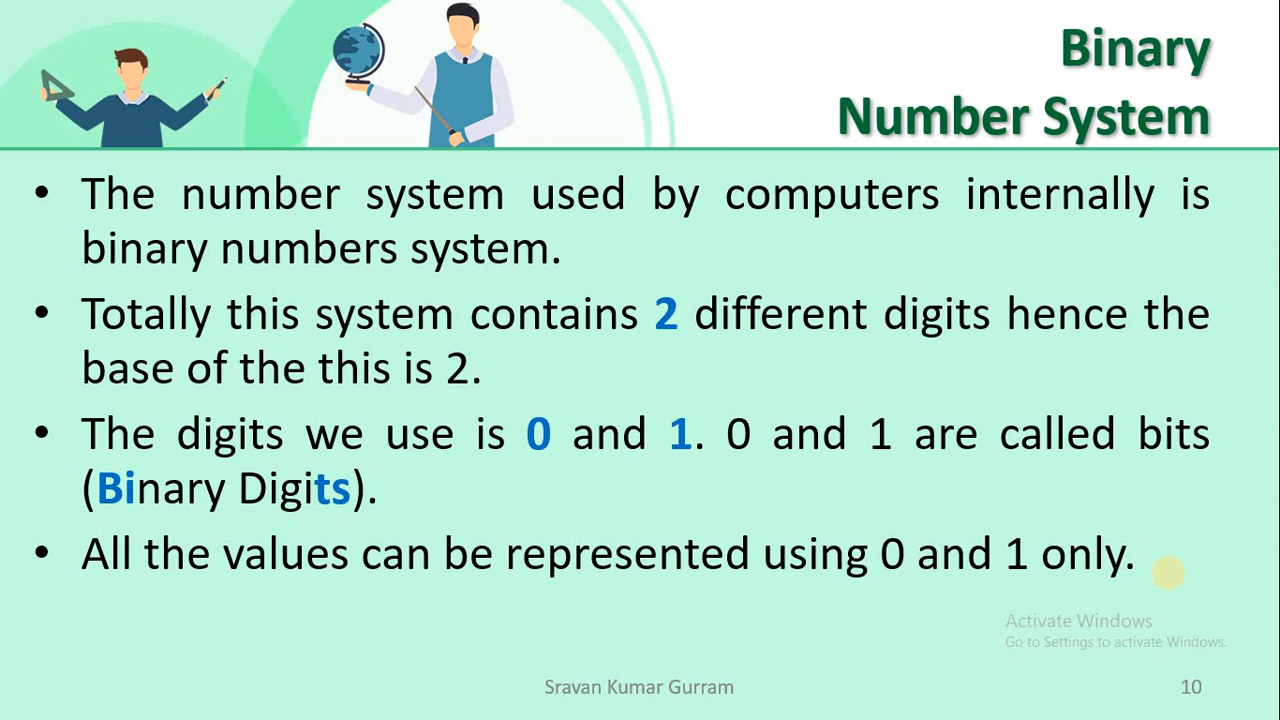 Binary
Number System
• The number system used by computers internally is
binary numbers system.
• Totally this system contains 2 different digits hence the
base of the this is 2.
• The digits we use is 0 and 1. 0 and 1 are called bits
(Binary Digits).
• All the values can be represented using 0 and 1 only.
Activate Windows
Go to Settings to activate Windows.
Sravan Kumar Gurram
10